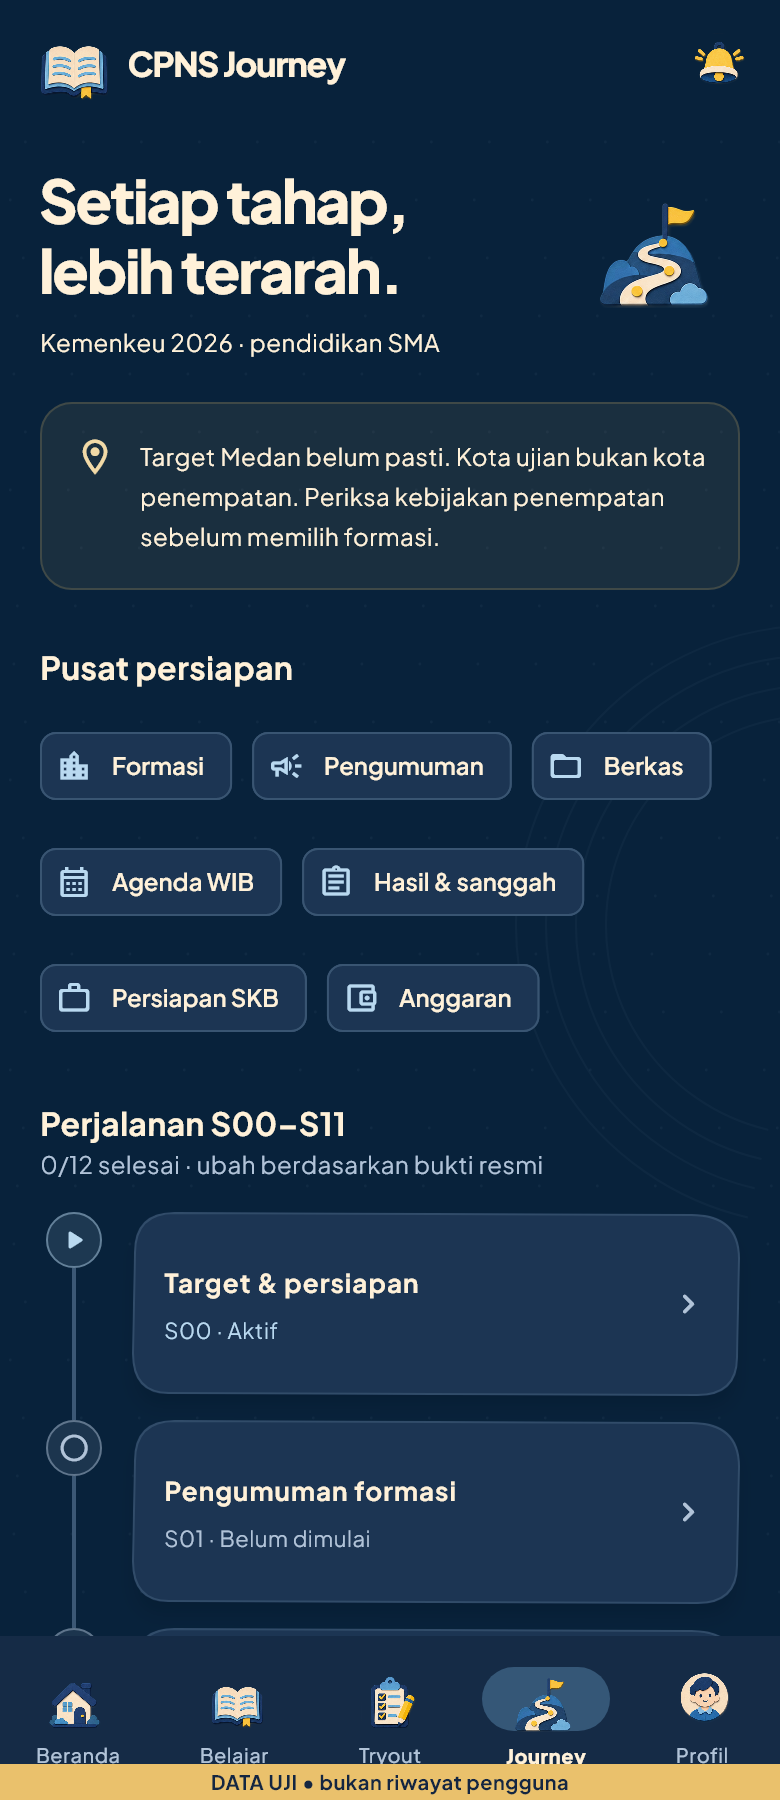 CPNS Journey
Setiap tahap,
lebih terarah.
Kemenkeu 2026 · pendidikan SMA
Target Medan belum pasti. Kota ujian bukan kota
penempatan. Periksa kebijakan penempatan
sebelum memilih formasi.
Pusat persiapan
Formasi Pengumuman Berkas
Agenda WIB Hasil & sanggah
Persiapan SKB Anggaran
Perjalanan S00–S11
0/12 selesai · ubah berdasarkan bukti resmi
Target & persiapan
S00 · Aktif
Pengumuman formasi
S01 · Belum dimulai
Beranda Belajar Tryout Journey Profil
DATA UJI • bukan riwayat pengguna